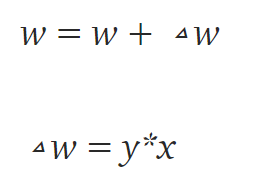 w = w + ▵w
▵w = y*x